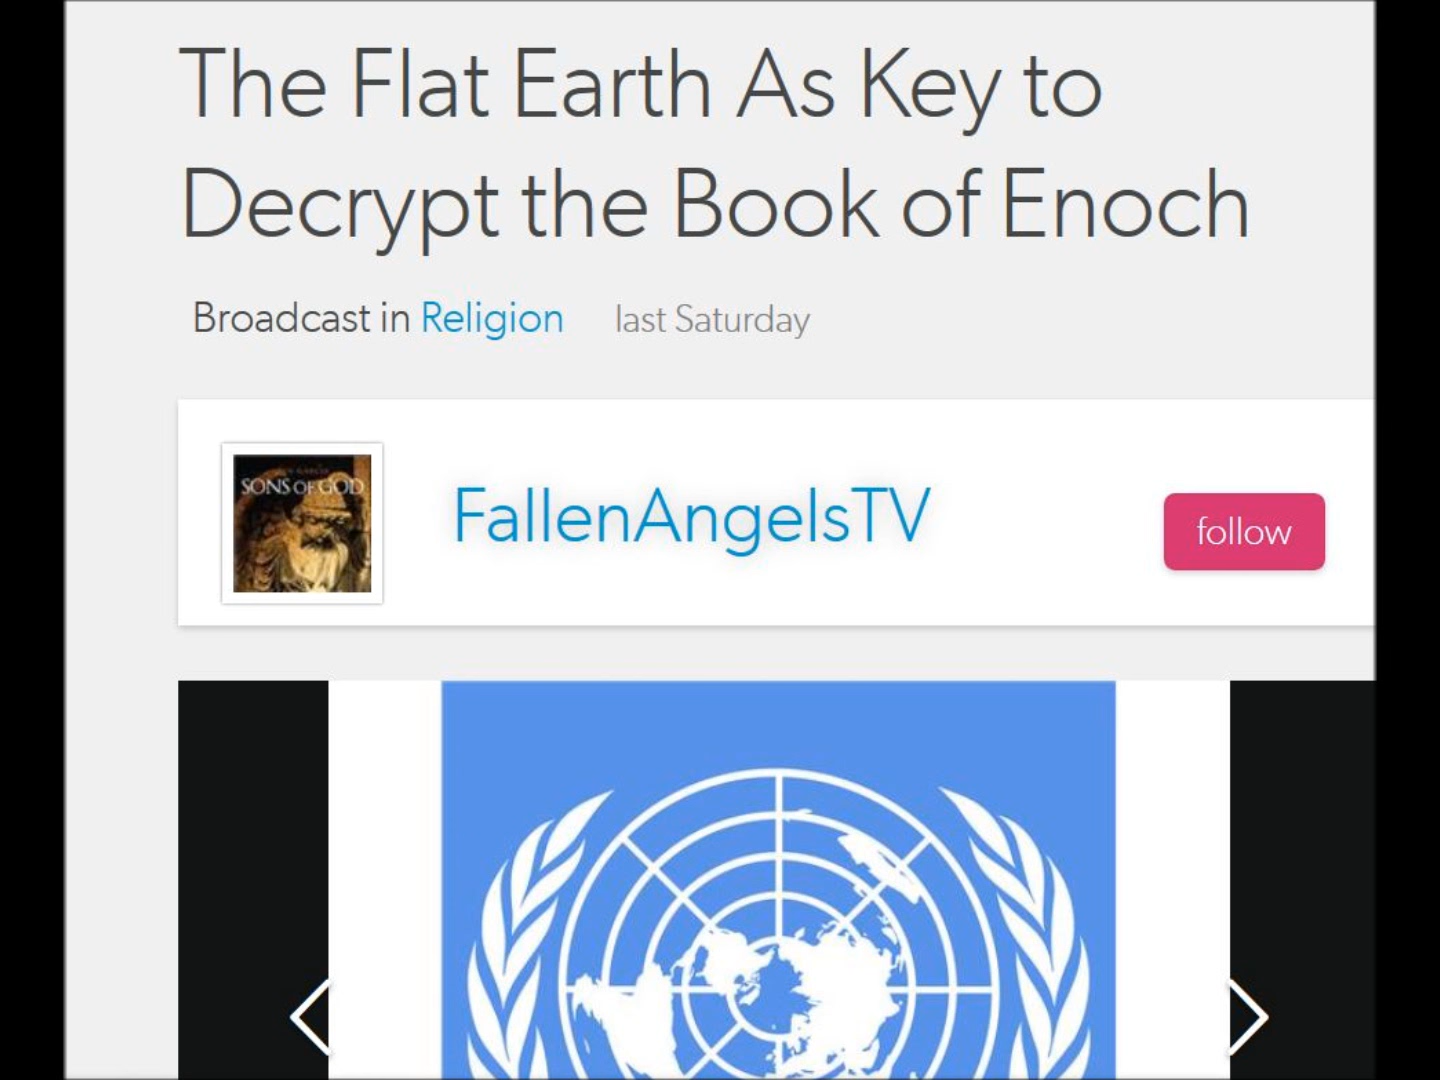 The Flat Earth As Key to
Decrypt the Book of Enoch
Broadcast in Religion last Saturday
SONS OF GOD
FallenAngelsTV
follow